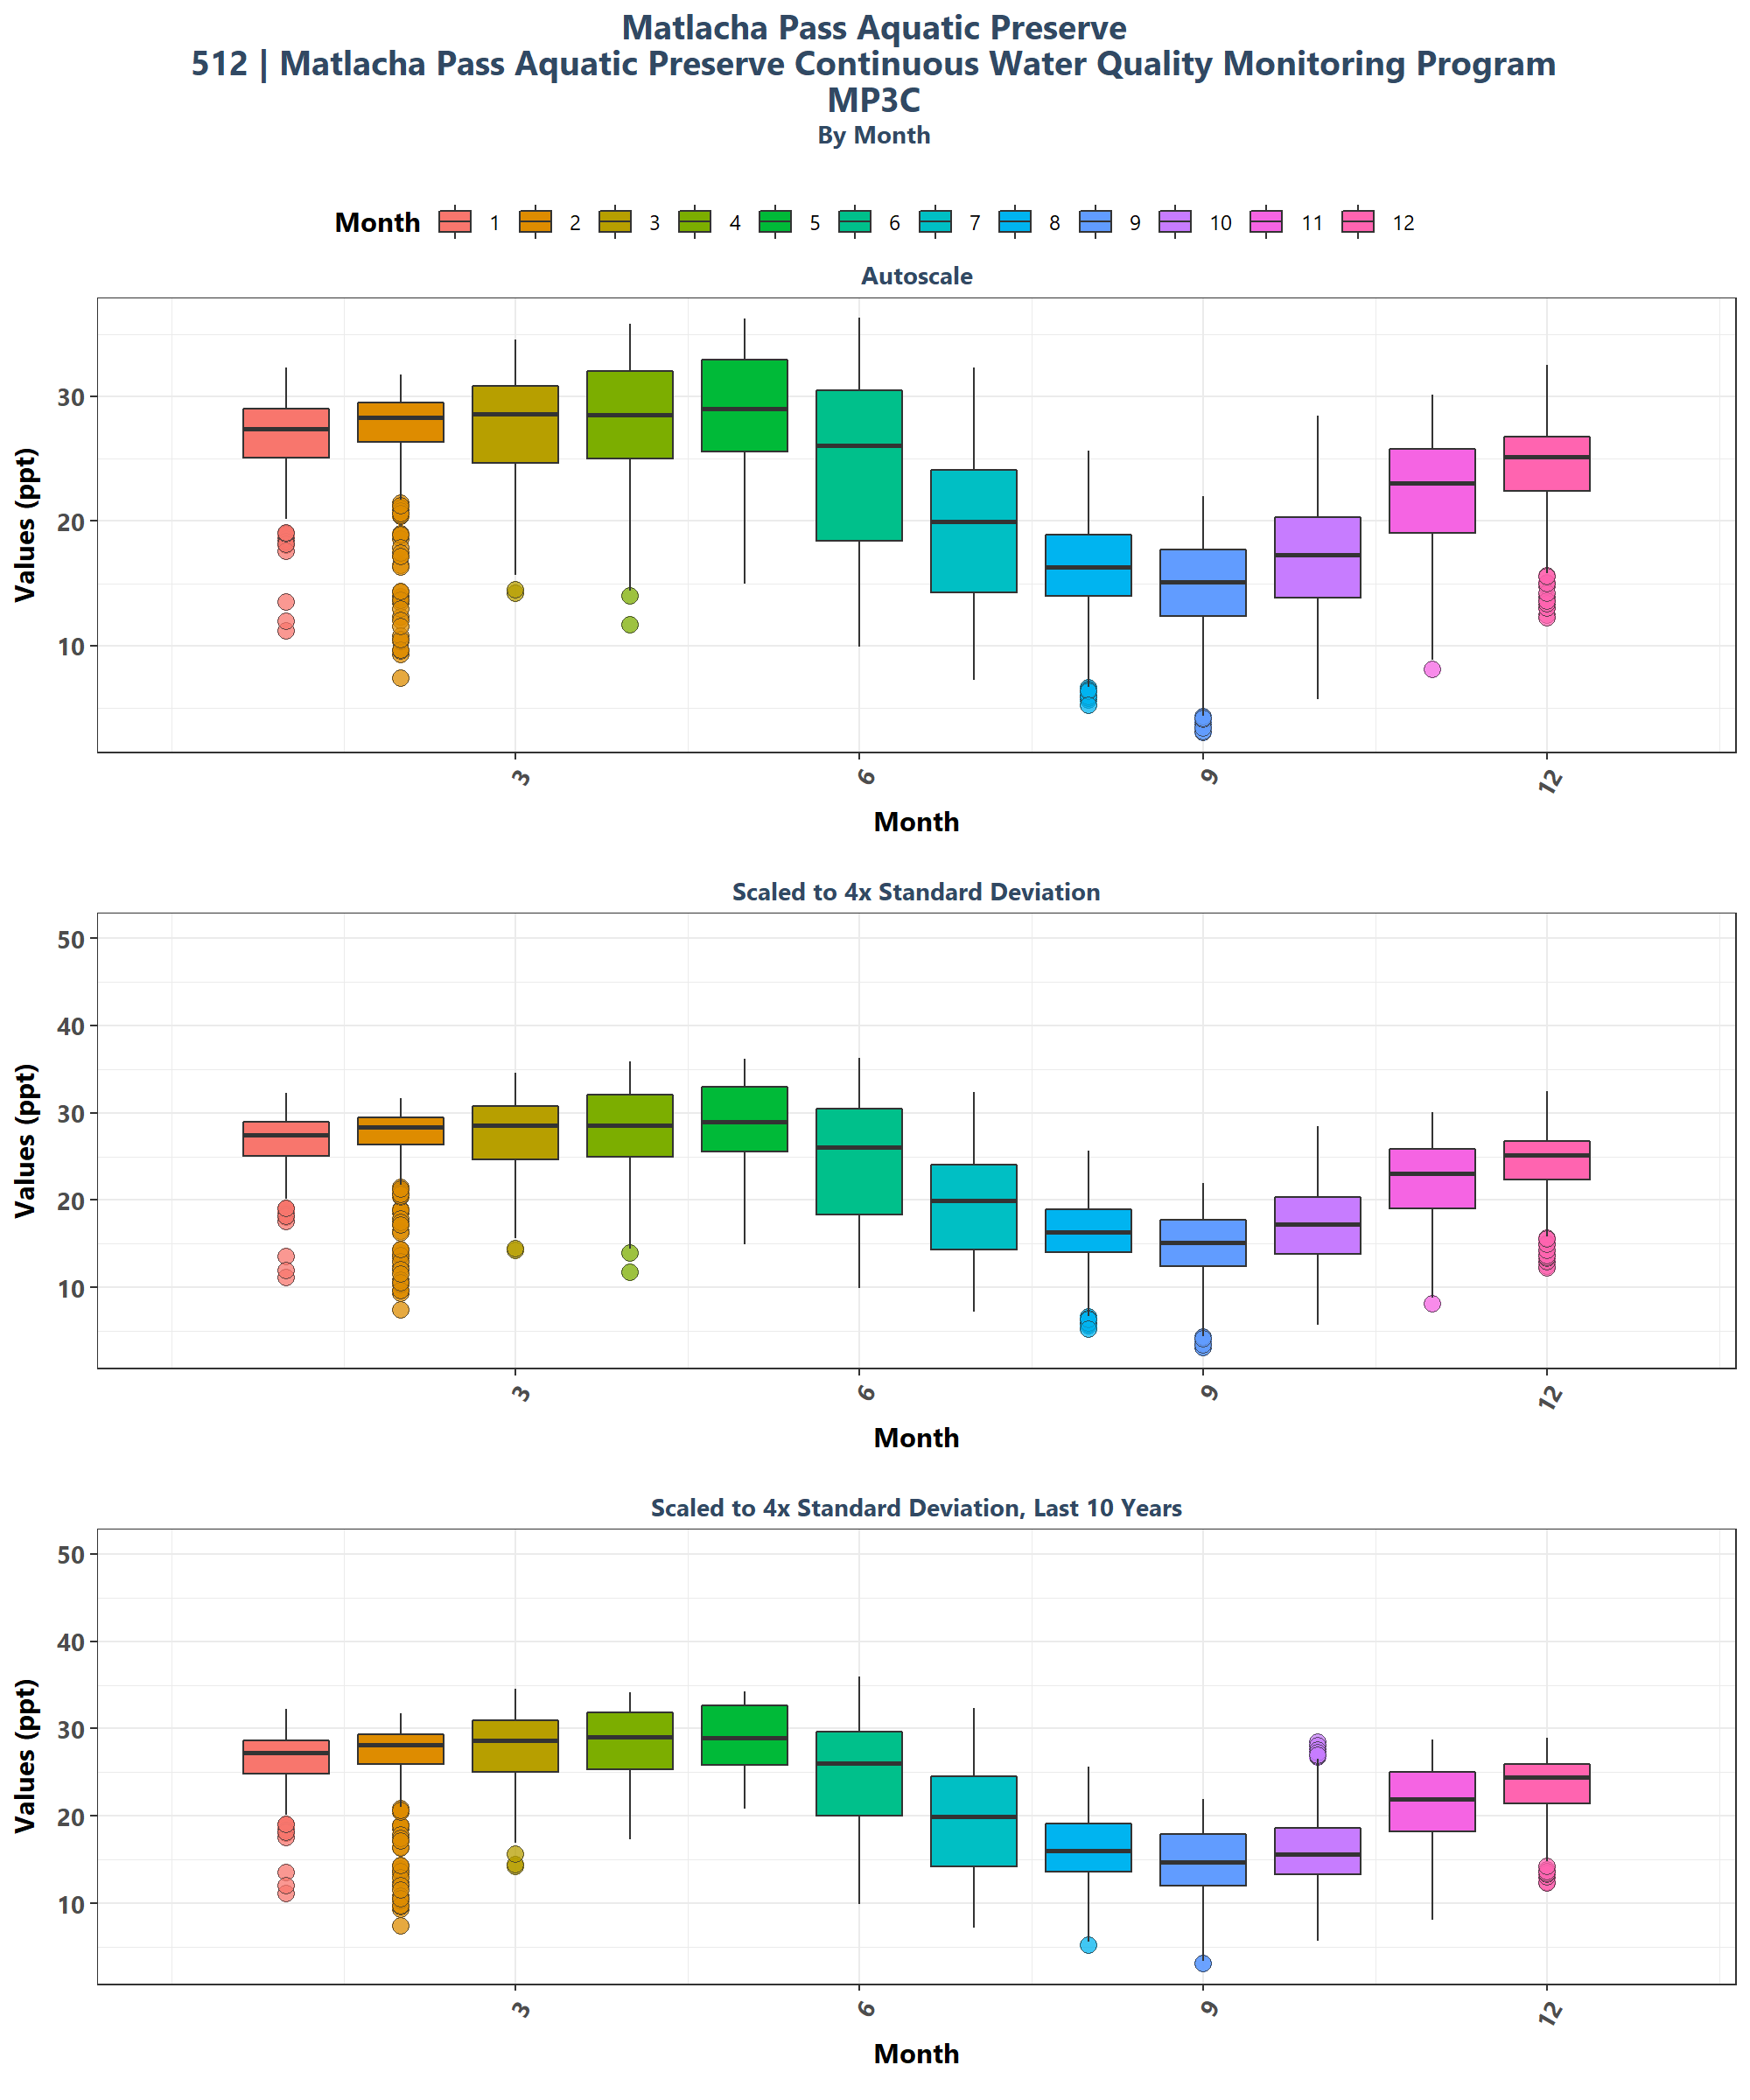 Matlacha Pass Aquatic Preserve
512 | Matlacha Pass Aquatic Preserve Continuous Water Quality Monitoring Program
MP3C
By Month
Month 1 2 3 4 5 6 7 8 9 10 11 12
Autoscale
Values (ppt)
30
20
10
3 6 9 12
Month
Scaled to 4x Standard Deviation
Values (ppt)
50
40
30
20
10
3 6 9 12
Month
Scaled to 4x Standard Deviation, Last 10 Years
Values (ppt)
50
40
30
20
10
3 6 9 12
Month